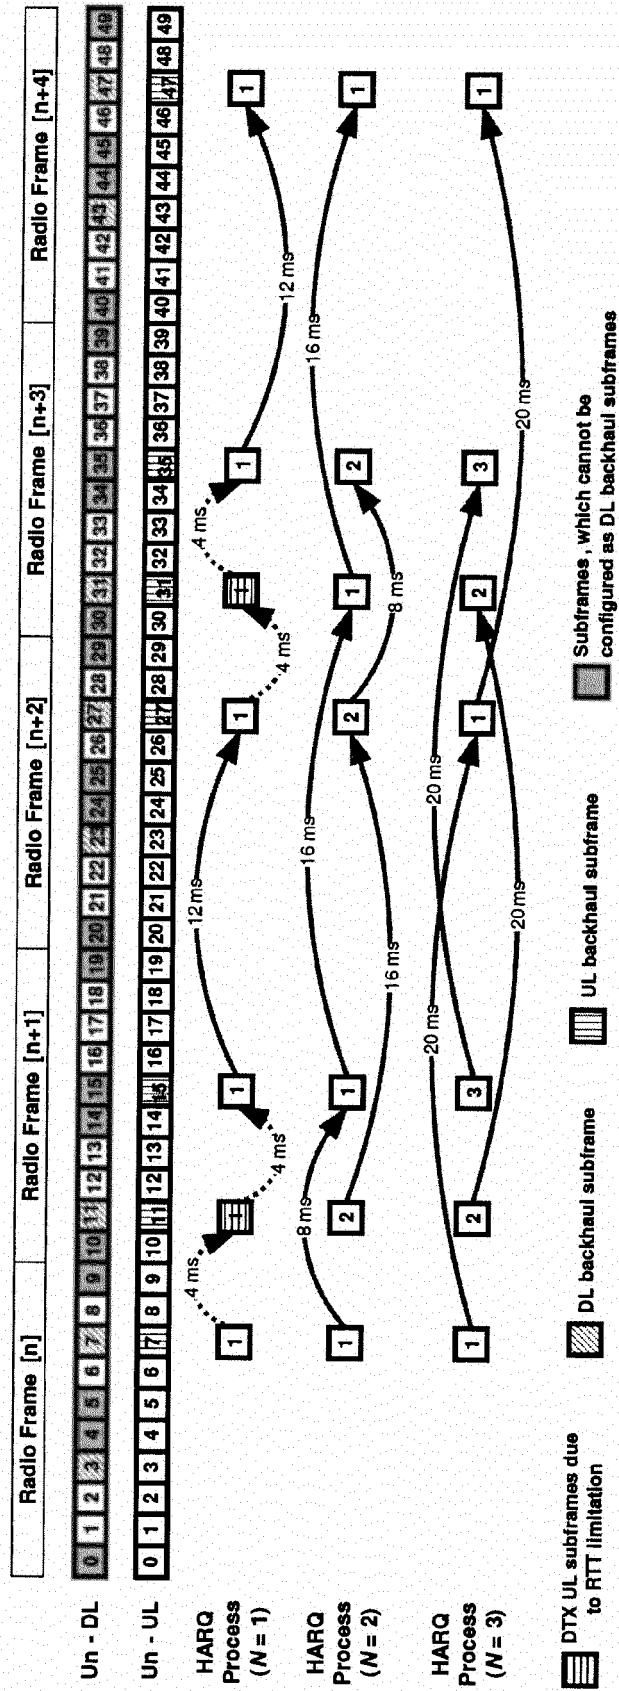 Radio Frame [n] Radio Frame [n+1] Radio Frame [n+2] Radio Frame [n+3] Radio Frame [n+4]
Un - DL 0 1 2 3 4 5 6 7 8 9 10 11 12 13 14 15 16 17 18 19 20 21 22 23 24 25 26 27 28 29 30 31 32 33 34 35 36 37 38 39 40 41 42 43 44 45 46 47 48 49
Un - UL 0 1 2 3 4 5 6 7 8 9 10 11 12 13 14 15 16 17 18 19 20 21 22 23 24 25 26 27 28 29 30 31 32 33 34 35 36 37 38 39 40 41 42 43 44 45 46 47 48 49
4 ms 12 ms 4 ms
HARQ
Process
(N = 1)
1 1 1 1 1 1 1
4 ms 4 ms 12 ms
8 ms 16 ms 16 ms
HARQ
Process
(N = 2)
1 2 1 2 1 2 1
16 ms 8 ms
20 ms 20 ms
HARQ
Process
(N = 3)
1 2 3 1 2 3 1
20 ms 20 ms
DTX UL subframes due
to RTT limitation
DL backhaul subframe
UL backhaul subframe
Subframes, which cannot be
configured as DL backhaul subframes